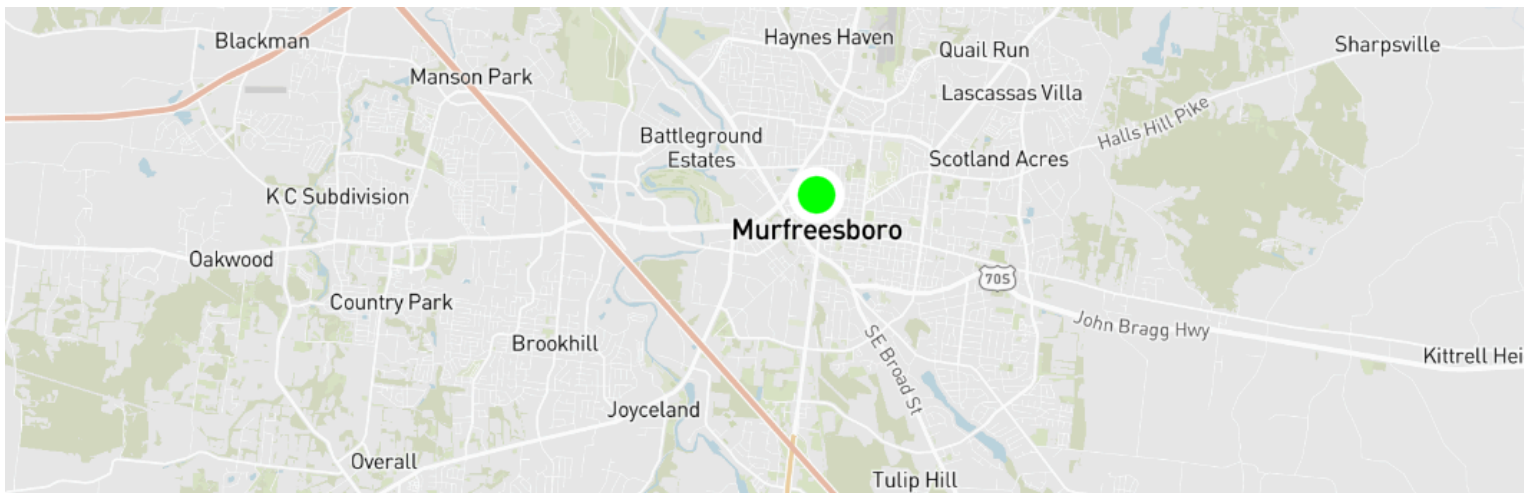 Haynes Haven
Blackman
Quail Run
Sharpsville
Manson Park
Lascassas Villa
Halls Hill Pike
Battleground
Estates
Scotland Acres
K C Subdivision
Murfreesboro
Oakwood
70S
Country Park
John Bragg Hwy
Brookhill
SE Broad St
Kittrell Hei
Joyceland
Overall
Tulip Hill